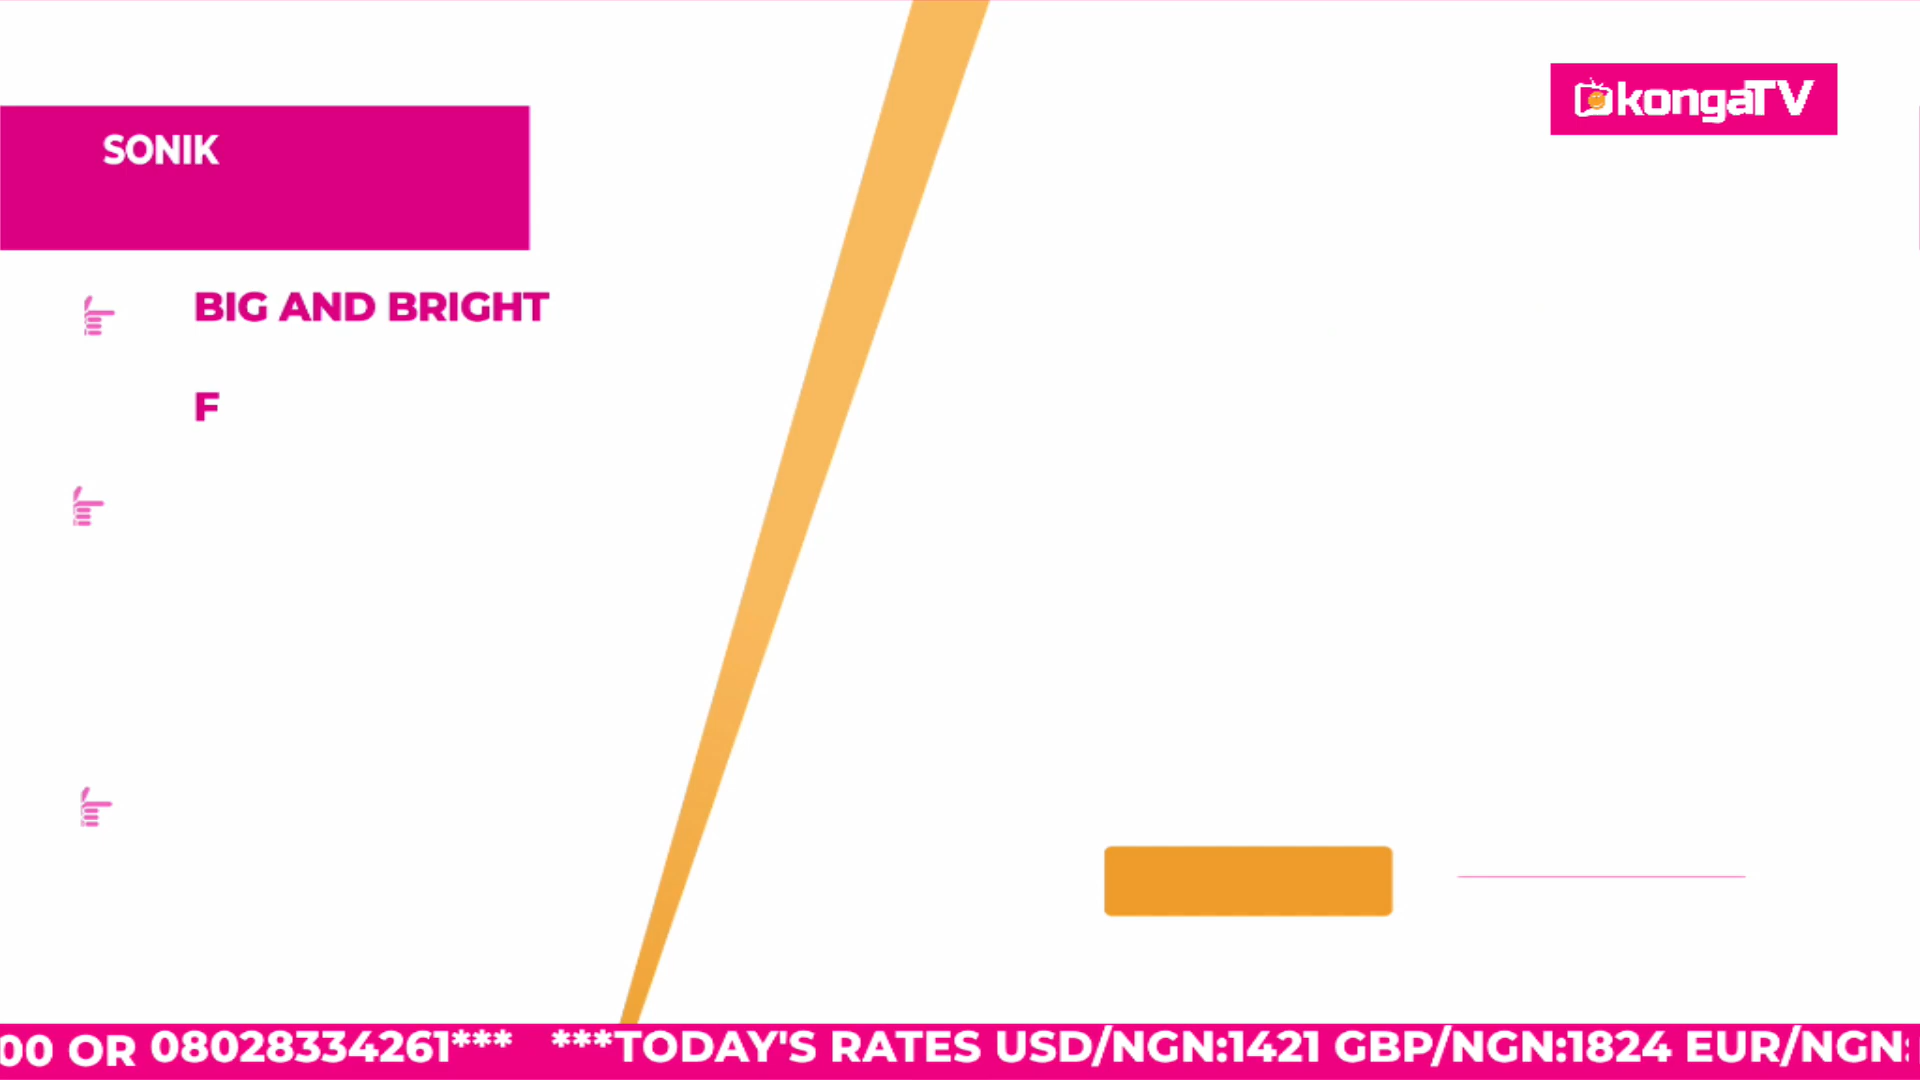 kongaTV
SONIK
BIG AND BRIGHT
F
00 OR 08028334261*** ***TODAY'S RATES USD/NGN:1421 GBP/NGN:1824 EUR/NGN: